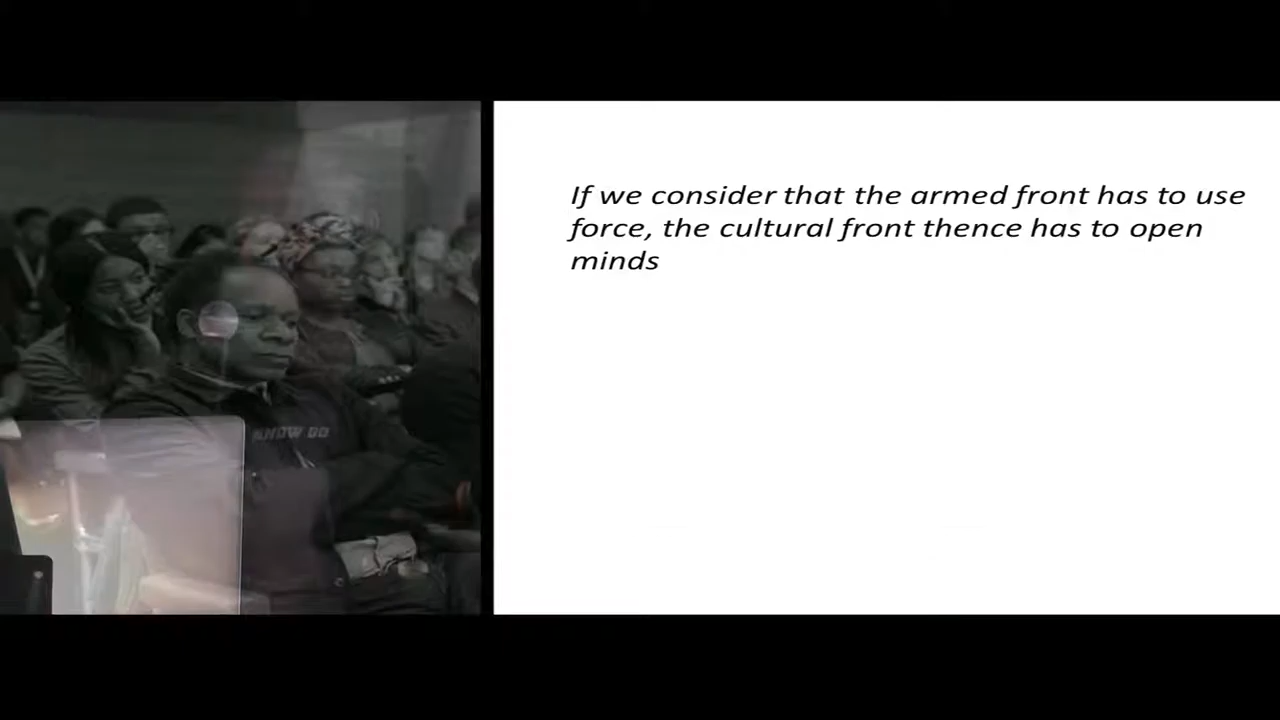 If we consider that the armed front has to use
force, the cultural front thence has to open
minds
KNOW GO